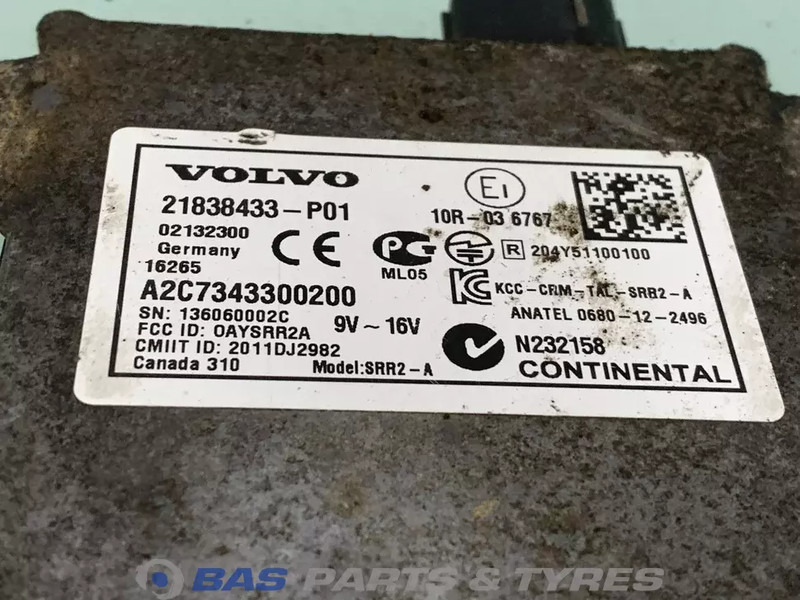 VOLVO
21838433-P01
02132300
Germany
16265
A2C7343300200
SN: 136060002C
FCC ID: OAYSRR2A
CMIIT ID: 2011DJ2982
Canada 310
CE
9V~16V
Model:SRR2-A
E1
10R-03 6767
ML05
R 204Y51100100
KCC-CRM-TAL-SRR2-A
ANATEL 0680-12-2496
N232158
CONTINENTAL
BAS PARTS & TYRES